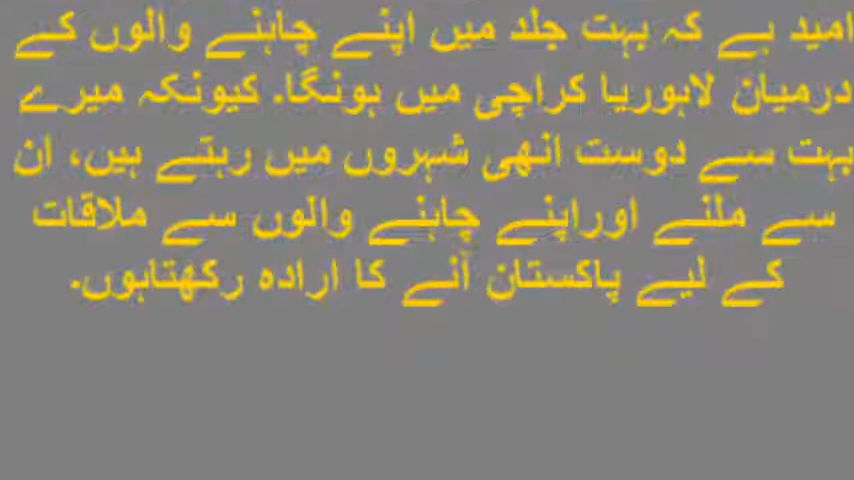 امید ہے کہ بہت جلد میں اپنے چاہنے والوں کے
درمیان لاہوریا کراچی میں ہونگا. کیونکہ میرے
بہت سے دوست انھی شہروں میں رہتے ہیں، ان
سے ملنے اوراپنے چاہنے والوں سے ملاقات
کے لیے پاکستان آنے کا ارادہ رکھتاہوں.